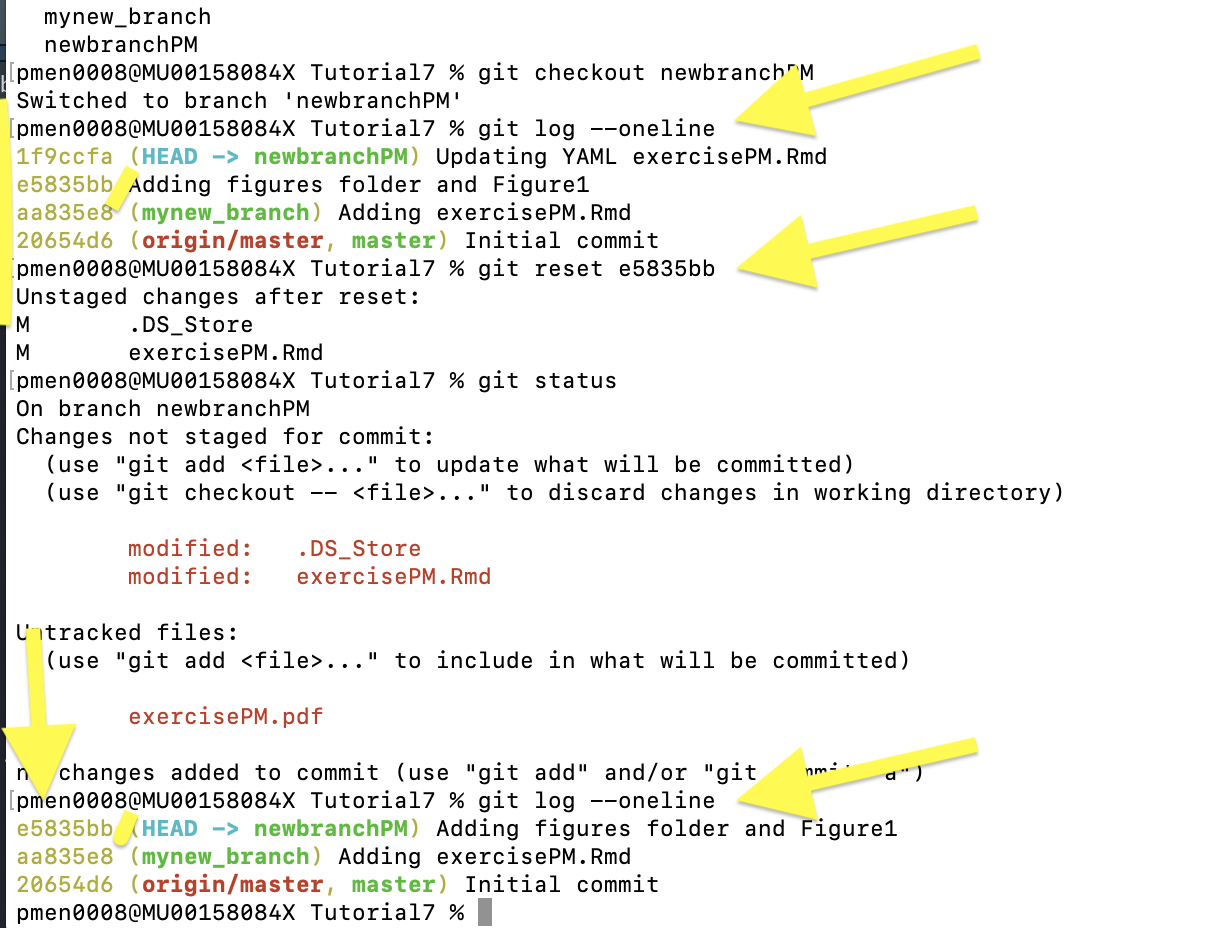 mynew_branch
newbranchPM
[pmen0008@MU00158084X Tutorial7 % git checkout newbranchPM
Switched to branch 'newbranchPM'
[pmen0008@MU00158084X Tutorial7 % git log --oneline
1f9ccfa (HEAD -> newbranchPM) Updating YAML exercisePM.Rmd
e5835bb Adding figures folder and Figure1
aa835e8 (mynew_branch) Adding exercisePM.Rmd
20654d6 (origin/master, master) Initial commit
[pmen0008@MU00158084X Tutorial7 % git reset e5835bb
Unstaged changes after reset:
M .DS_Store
M exercisePM.Rmd
[pmen0008@MU00158084X Tutorial7 % git status
On branch newbranchPM
Changes not staged for commit:
(use "git add <file>..." to update what will be committed)
(use "git checkout -- <file>..." to discard changes in working directory)
modified: .DS_Store
modified: exercisePM.Rmd
Untracked files:
(use "git add <file>..." to include in what will be committed)
exercisePM.pdf
no changes added to commit (use "git add" and/or "git commit -a")
[pmen0008@MU00158084X Tutorial7 % git log --oneline
e5835bb (HEAD -> newbranchPM) Adding figures folder and Figure1
aa835e8 (mynew_branch) Adding exercisePM.Rmd
20654d6 (origin/master, master) Initial commit
pmen0008@MU00158084X Tutorial7 %